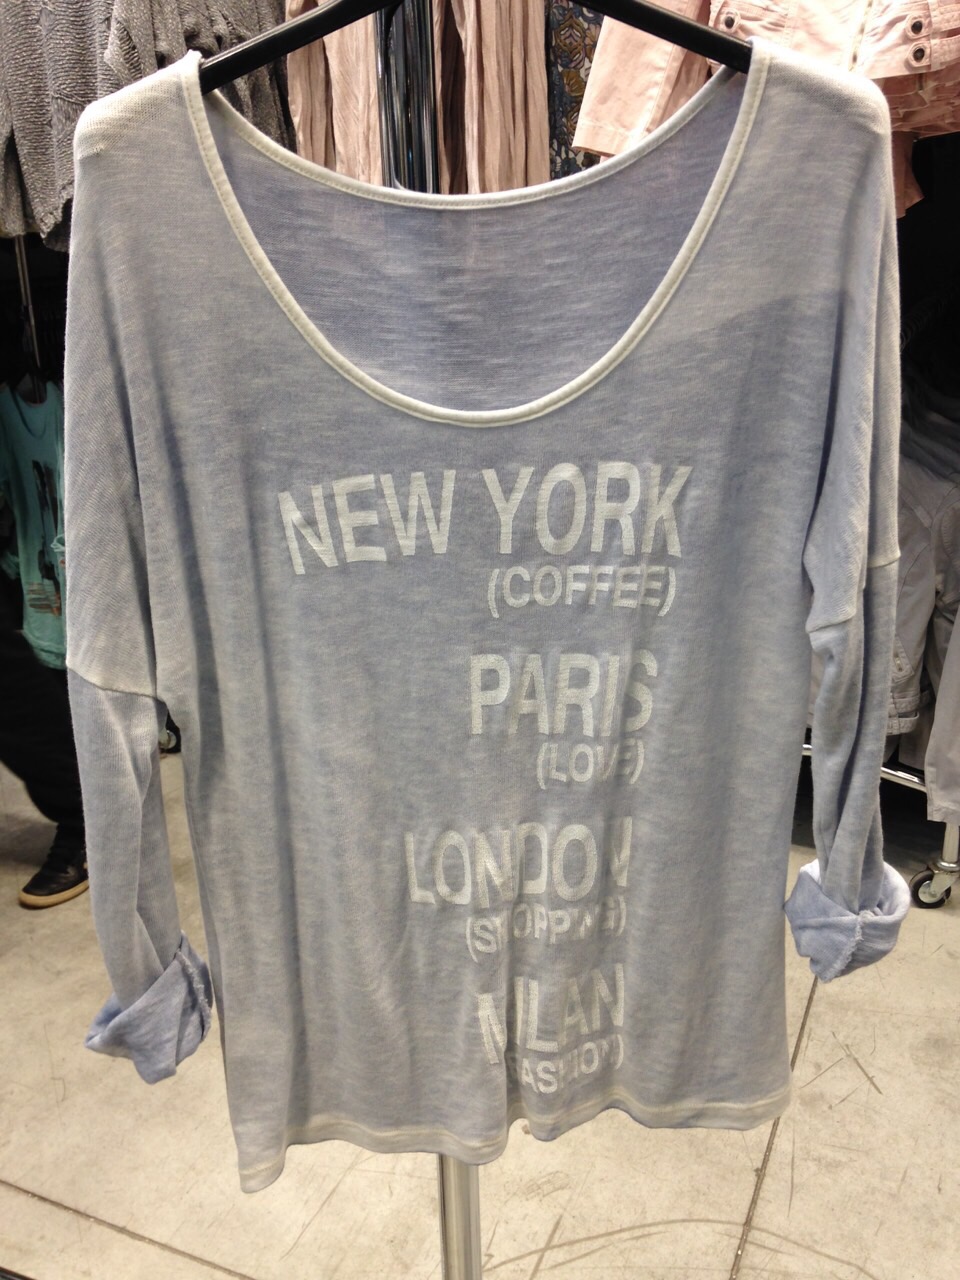 NEW YORK
(COFFEE)
PARIS
(LOVE)
LONDON
(SHOPPING)
MILAN
(FASHION)